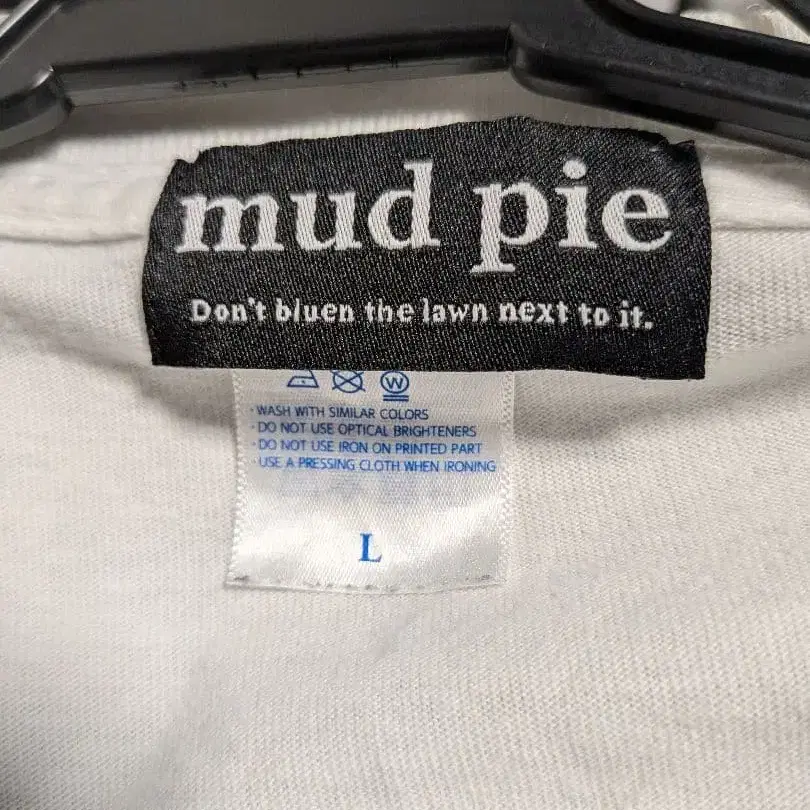 mud pie
Don't bluen the lawn next to it.
W
· WASH WITH SIMILAR COLORS
· DO NOT USE OPTICAL BRIGHTENERS
· DO NOT USE IRON ON PRINTED PART
· USE A PRESSING CLOTH WHEN IRONING
L